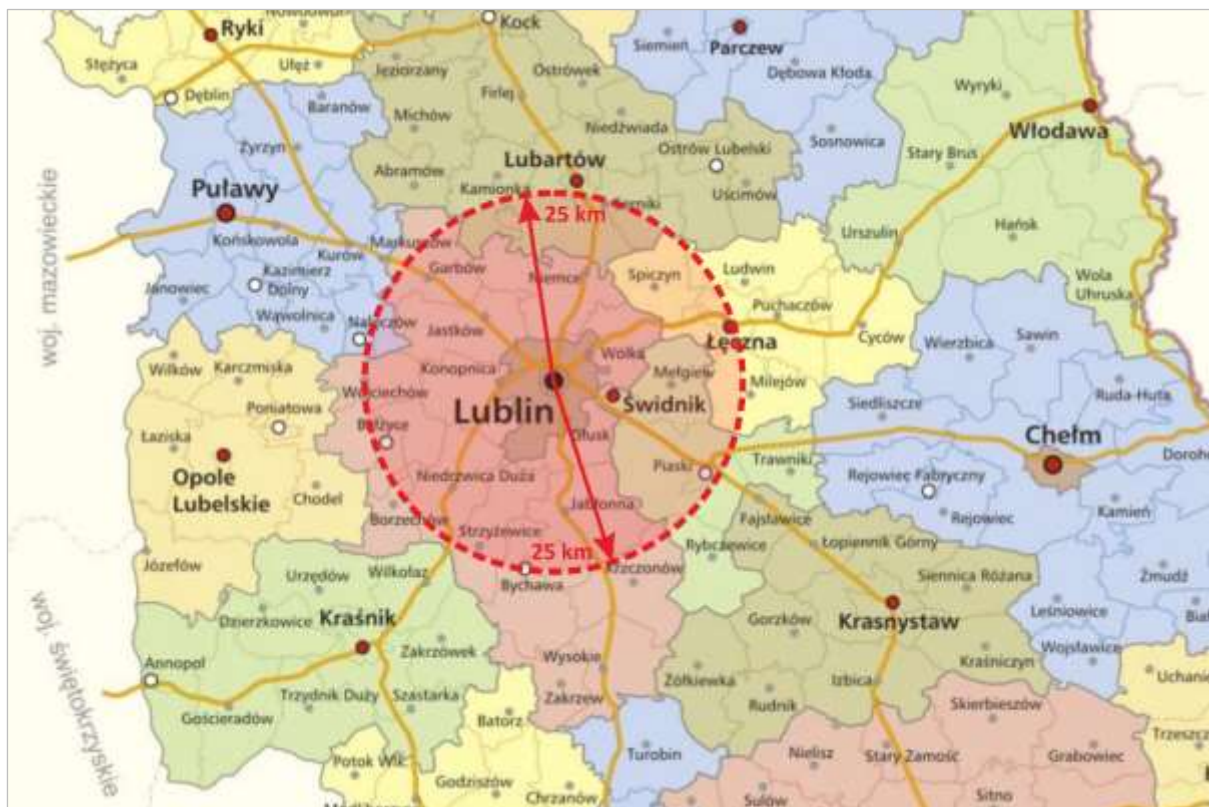 Nowodwór
Ryki
Kock
Siemień
Parczew
Stężyca
Ułęż
Jeziorzany
Ostrówek
Dębowa Kłoda
Dęblin
Baranów
Firlej
Wyryki
Michów
Niedźwiada
Włodawa
Żyrzyn
Lubartów
Ostrów Lubelski
Sosnowica
Stary Brus
Abramów
Kamionka
Uścimów
Puławy
25 km
Hańsk
Końskowola
Markuszów
Urszulin
Kurów
Garbów
Niemce
Spiczyn
Ludwin
woj. mazowieckie
Kazimierz
Dolny
Janowiec
Puchaczów
Wola
Uhruska
Wąwolnica
Nałęczów
Jastków
Łęczna
Cyców
Sawin
Wierzbica
Wilków
Karczmiska
Konopnica
Wólka
Mełgiew
Milejów
Ruda-Huta
Poniatowa
Wojciechów
Lublin
Świdnik
Siedliszcze
Łaziska
Bełżyce
Głusk
Chełm
Opole
Lubelskie
Niedrzwica Duża
Piaski
Trawniki
Rejowiec Fabryczny
Doroho
Chodel
Borzechów
Jabłonna
Fajsławice
Rejowiec
Kamień
Strzyżewice
Józefów
25 km
Krzczonów
Rybczewice
Łopiennik Górny
Urzędów
Wilkołaz
Bychawa
Siennica Różana
Żmudź
Dzierzkowice
Kraśnik
Gorzków
Krasnystaw
Leśniowice
Biał
woj. świętokrzyskie
Zakrzówek
Wojsławice
Annopol
Wysokie
Kraśniczyn
Trzydnik Duży
Szastarka
Zakrzew
Żółkiewka
Izbica
Uchanie
Gościeradów
Batorz
Rudnik
Skierbieszów
Turobin
Nielisz
Stary Zamość
Grabowiec
Trzeszcz
Potok Wlk.
Godziszów
Chrzanów
Sułów
Sitno